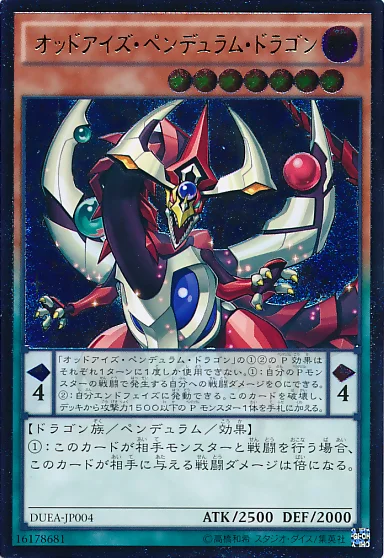 オッドアイズ・ペンデュラム・ドラゴン
「オッドアイズ・ペンデュラム・ドラゴン」の①②のP効果は
それぞれ1ターンに1度しか使用できない。①：自分のPモン
スターの戦闘で発生する自分への戦闘ダメージを0にできる。
②：自分エンドフェイズに発動できる。このカードを破壊し、
デッキから攻撃力1500以下のPモンスター1体を手札に加える。
4
4
【ドラゴン族／ペンデュラム／効果】
①：このカードが相手モンスターと戦闘を行う場合、
このカードが相手に与える戦闘ダメージは倍になる。
DUEA-JP004 ATK/2500 DEF/2000
16178681 ©高橋和希 スタジオ・ダイス/集英社